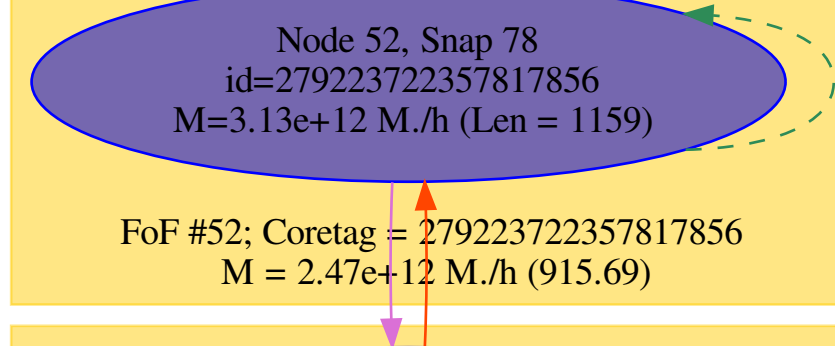 Node 52, Snap 78
id=279223722357817856
M=3.13e+12 M./h (Len = 1159)
FoF #52; Coretag = 279223722357817856
M = 2.47e+12 M./h (915.69)